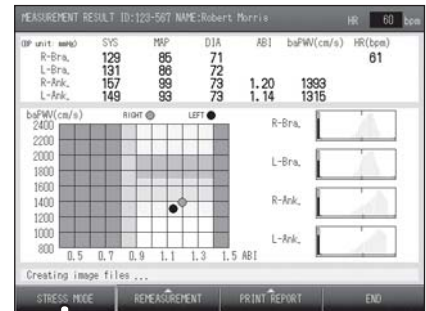 MEASUREMENT RESULT ID:123-567 NAME:Robert Morris HR 60 bpm
(BP unit: mmHg) SYS MAP DIA ABI baPWV(cm/s) HR(bpm)
R-Bra. 129 85 71 61
L-Bra. 131 86 72
R-Ank. 157 99 73 1.20 1393
L-Ank. 149 93 73 1.14 1315
baPWV(cm/s) RIGHT LEFT
2400
2200
2000
1800
1600
1400
1200
1000
800
0.5 0.7 0.9 1.1 1.3 1.5 ABI
R-Bra.
L-Bra.
R-Ank.
L-Ank.
Creating image files ...
STRESS MODE REMEASUREMENT PRINT REPORT END